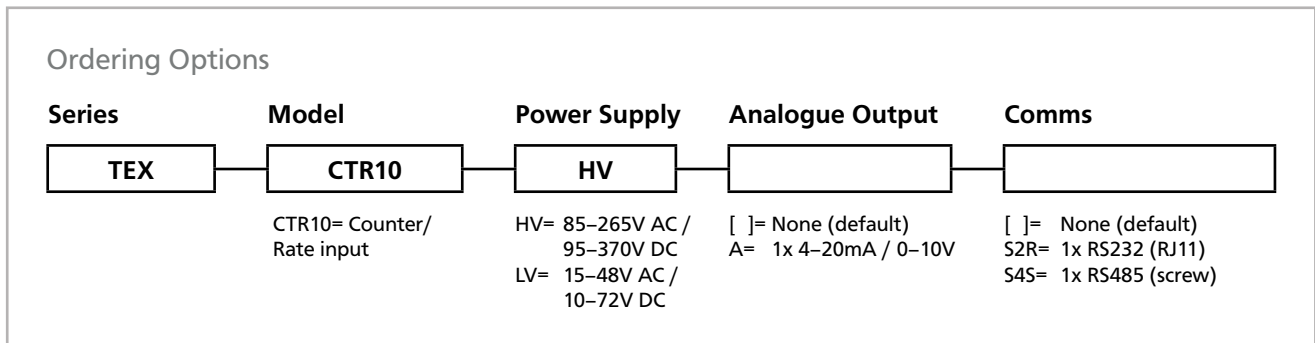 Ordering Options
Series Model Power Supply Analogue Output Comms
TEX CTR10 HV
CTR10= Counter/
Rate input
HV= 85–265V AC /
95–370V DC
LV= 15–48V AC /
10–72V DC
[ ]= None (default)
A= 1x 4–20mA / 0–10V
[ ]= None (default)
S2R= 1x RS232 (RJ11)
S4S= 1x RS485 (screw)